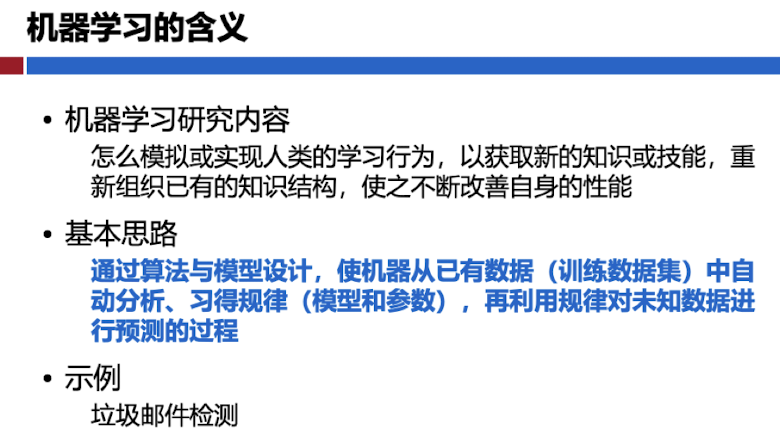 机器学习的含义
• 机器学习研究内容
怎么模拟或实现人类的学习行为，以获取新的知识或技能，重
新组织已有的知识结构，使之不断改善自身的性能
• 基本思路
通过算法与模型设计，使机器从已有数据（训练数据集）中自
动分析、习得规律（模型和参数），再利用规律对未知数据进
行预测的过程
• 示例
垃圾邮件检测